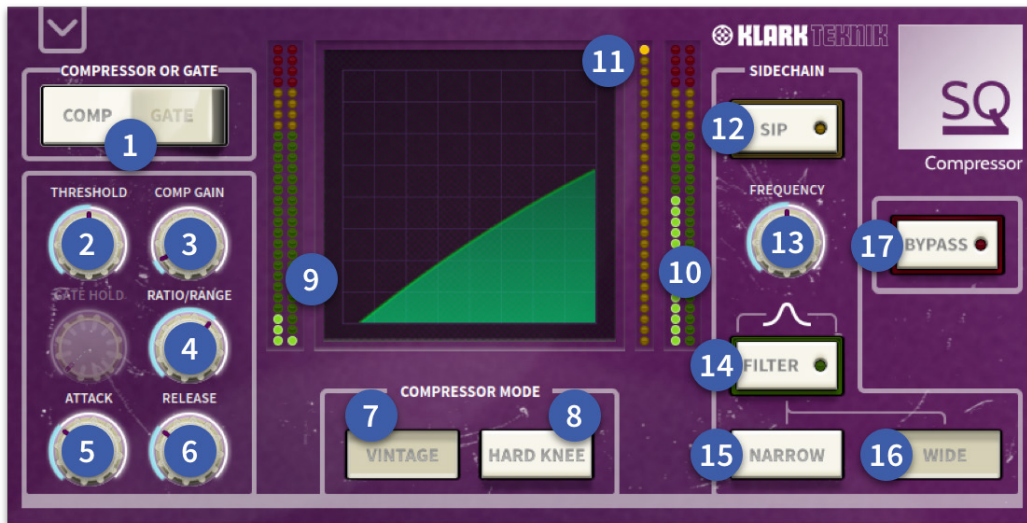 KLARK TEKNIK
COMPRESSOR OR GATE
COMP
GATE
1
THRESHOLD
COMP GAIN
2
3
GATE HOLD
RATIO/RANGE
4
ATTACK
RELEASE
5
6
9
11
10
COMPRESSOR MODE
7
8
VINTAGE
HARD KNEE
SIDECHAIN
12
SIP
FREQUENCY
13
14
FILTER
15
NARROW
16
WIDE
SQ
Compressor
17
BYPASS